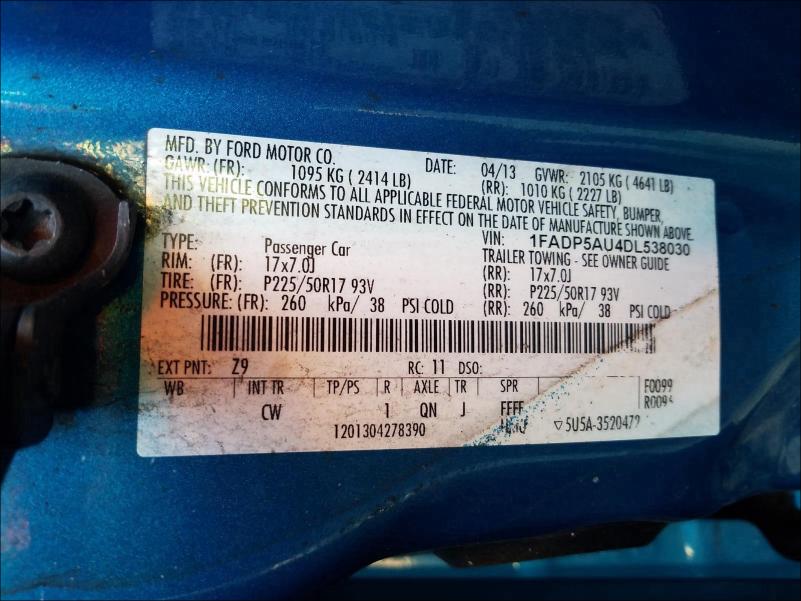 MFD. BY FORD MOTOR CO. DATE: 04/13 GVWR: 2105 KG ( 4641 LB)
GAWR: (FR): 1095 KG ( 2414 LB) (RR): 1010 KG ( 2227 LB)
THIS VEHICLE CONFORMS TO ALL APPLICABLE FEDERAL MOTOR VEHICLE SAFETY, BUMPER,
AND THEFT PREVENTION STANDARDS IN EFFECT ON THE DATE OF MANUFACTURE SHOWN ABOVE.
VIN: 1FADP5AU4DL538030
TYPE: Passenger Car TRAILER TOWING - SEE OWNER GUIDE
RIM: (FR): 17x7.0J (RR): 17x7.0J
TIRE: (FR): P225/50R17 93V (RR): P225/50R17 93V
PRESSURE: (FR): 260 kPa/ 38 PSI COLD (RR): 260 kPa/ 38 PSI COLD
EXT PNT: Z9 RC: 11 DSO:
WB INT TR TP/PS R AXLE TR SPR F0099
CW 1 QN J FFFF
1201304278390 ▽5U5A-3520472